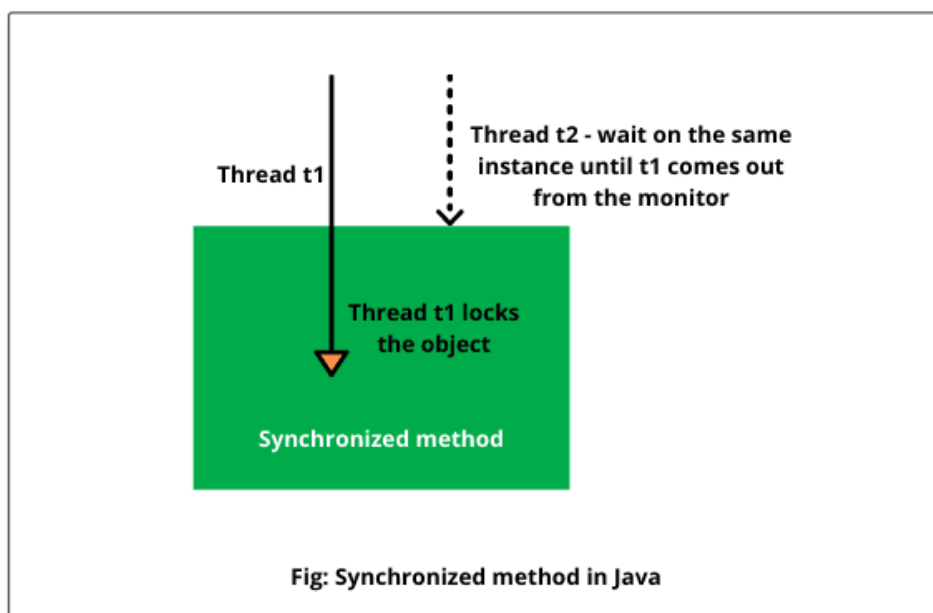 Thread t1
Thread t2 - wait on the same
instance until t1 comes out
from the monitor
Thread t1 locks
the object
Synchronized method
Fig: Synchronized method in Java